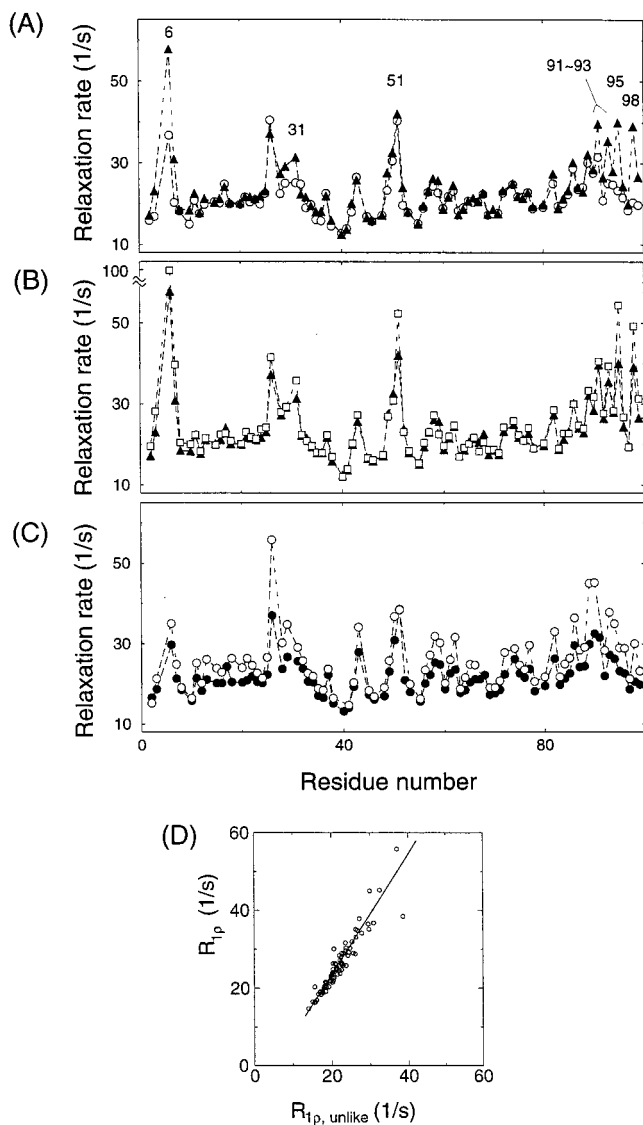 (A)
6
31
51
91~93
95
98
50
30
10
Relaxation rate (1/s)
(B)
100
50
30
10
Relaxation rate (1/s)
(C)
50
30
10
Relaxation rate (1/s)
0 40 80
Residue number
(D)
60
40
20
0
R1ρ (1/s)
0 20 40 60
R1ρ, unlike (1/s)